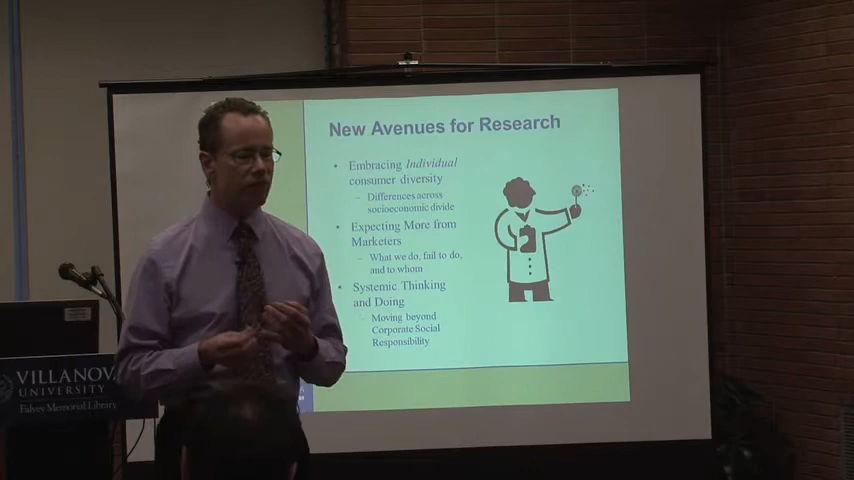 New Avenues for Research
• Embracing Individual
consumer diversity
– Differences across
socioeconomic divide
• Expecting More from
Marketers
– What we do, fail to do,
and to whom
• Systemic Thinking
and Doing
– Moving beyond
Corporate Social
Responsibility
VILLANOVA
UNIVERSITY
Falvey Memorial Library